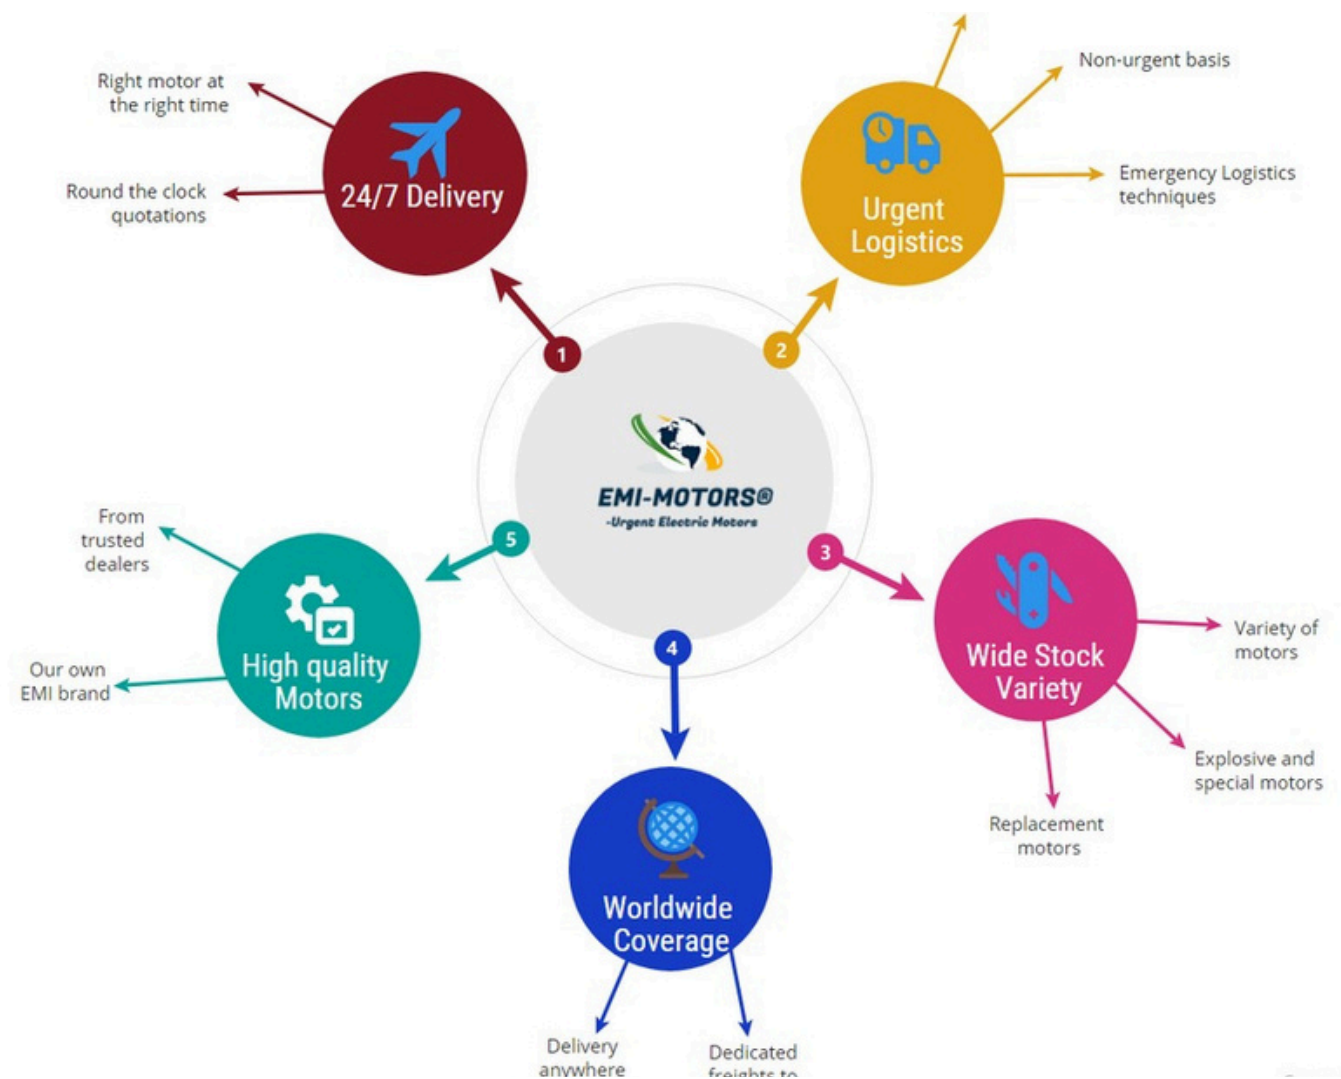 Right motor at
the right time
Round the clock
quotations
24/7 Delivery
1
Non-urgent basis
Emergency Logistics
techniques
Urgent
Logistics
2
EMI-MOTORS®
-Urgent Electric Motors
3
Wide Stock
Variety
Variety of
motors
Explosive and
special motors
Replacement
motors
4
Worldwide
Coverage
Delivery
anywhere
Dedicated
freights to
5
High quality
Motors
From
trusted
dealers
Our own
EMI brand